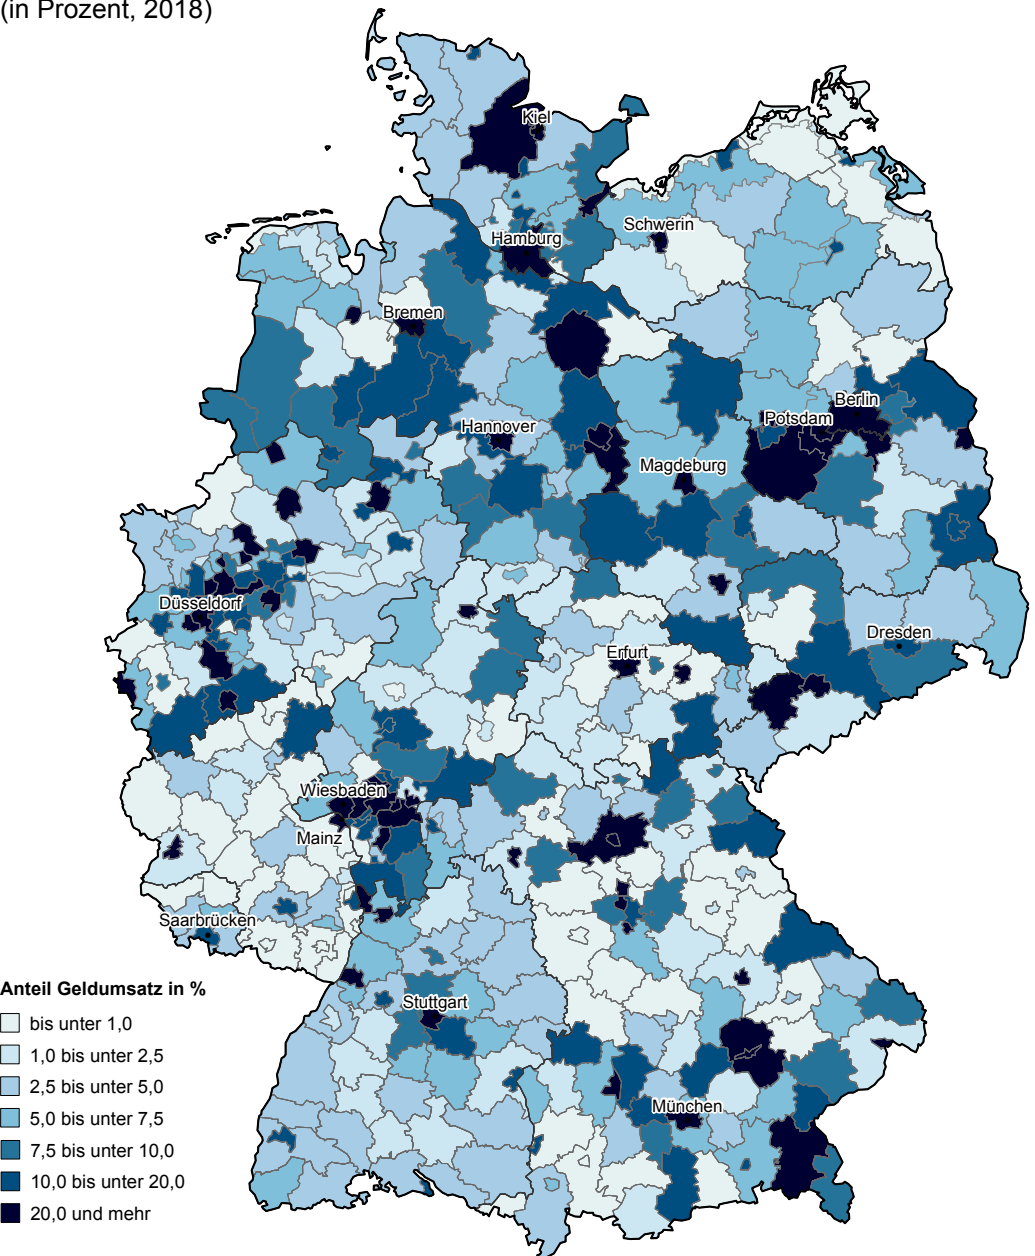 (in Prozent, 2018)
Kiel
Schwerin
Hamburg
Bremen
Berlin
Potsdam
Hannover
Magdeburg
Düsseldorf
Dresden
Erfurt
Wiesbaden
Mainz
Saarbrücken
Stuttgart
München
Anteil Geldumsatz in %
bis unter 1,0
1,0 bis unter 2,5
2,5 bis unter 5,0
5,0 bis unter 7,5
7,5 bis unter 10,0
10,0 bis unter 20,0
20,0 und mehr